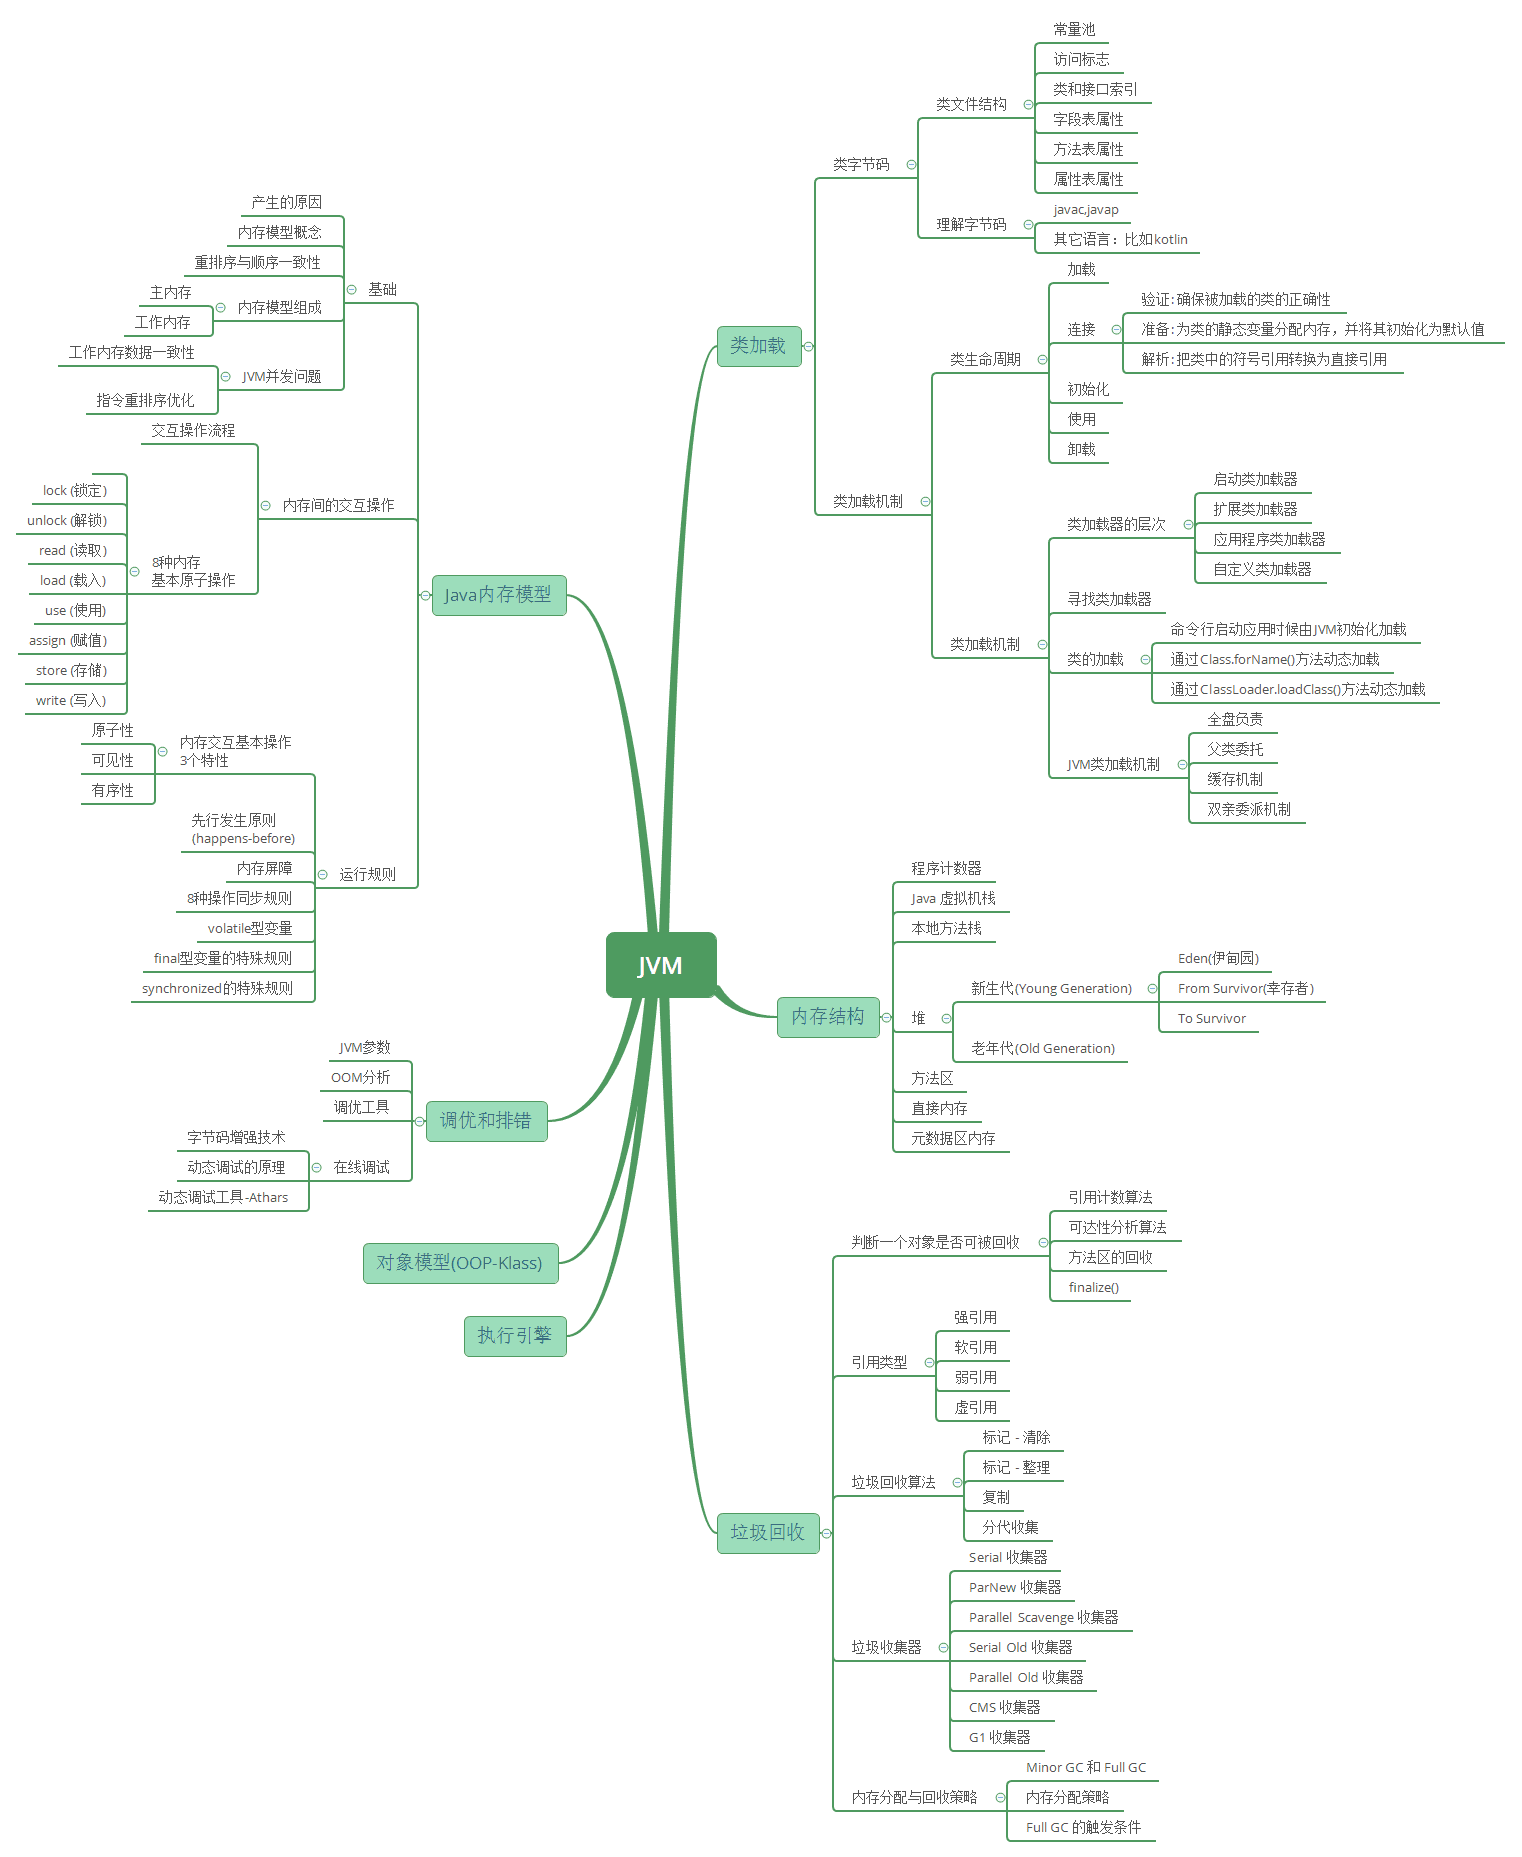 JVM
类加载
类字节码
类文件结构
常量池
访问标志
类和接口索引
字段表属性
方法表属性
属性表属性
理解字节码
javac,javap
其它语言：比如kotlin
类加载机制
类生命周期
加载
连接
验证:确保被加载的类的正确性
准备:为类的静态变量分配内存，并将其初始化为默认值
解析:把类中的符号引用转换为直接引用
初始化
使用
卸载
类加载机制
类加载器的层次
启动类加载器
扩展类加载器
应用程序类加载器
自定义类加载器
寻找类加载器
类的加载
命令行启动应用时候由JVM初始化加载
通过Class.forName()方法动态加载
通过ClassLoader.loadClass()方法动态加载
JVM类加载机制
全盘负责
父类委托
缓存机制
双亲委派机制
内存结构
程序计数器
Java 虚拟机栈
本地方法栈
堆
新生代(Young Generation)
Eden(伊甸园)
From Survivor(幸存者)
To Survivor
老年代(Old Generation)
方法区
直接内存
元数据区内存
垃圾回收
判断一个对象是否可被回收
引用计数算法
可达性分析算法
方法区的回收
finalize()
引用类型
强引用
软引用
弱引用
虚引用
垃圾回收算法
标记 - 清除
标记 - 整理
复制
分代收集
垃圾收集器
Serial 收集器
ParNew 收集器
Parallel Scavenge 收集器
Serial Old 收集器
Parallel Old 收集器
CMS 收集器
G1 收集器
内存分配与回收策略
Minor GC 和 Full GC
内存分配策略
Full GC 的触发条件
Java内存模型
基础
产生的原因
内存模型概念
重排序与顺序一致性
内存模型组成
主内存
工作内存
JVM并发问题
工作内存数据一致性
指令重排序优化
内存间的交互操作
交互操作流程
8种内存
基本原子操作
lock (锁定)
unlock (解锁)
read (读取)
load (载入)
use (使用)
assign (赋值)
store (存储)
write (写入)
运行规则
内存交互基本操作
3个特性
原子性
可见性
有序性
先行发生原则
(happens-before)
内存屏障
8种操作同步规则
volatile型变量
final型变量的特殊规则
synchronized的特殊规则
调优和排错
JVM参数
OOM分析
调优工具
在线调试
字节码增强技术
动态调试的原理
动态调试工具-Athars
对象模型(OOP-Klass)
执行引擎